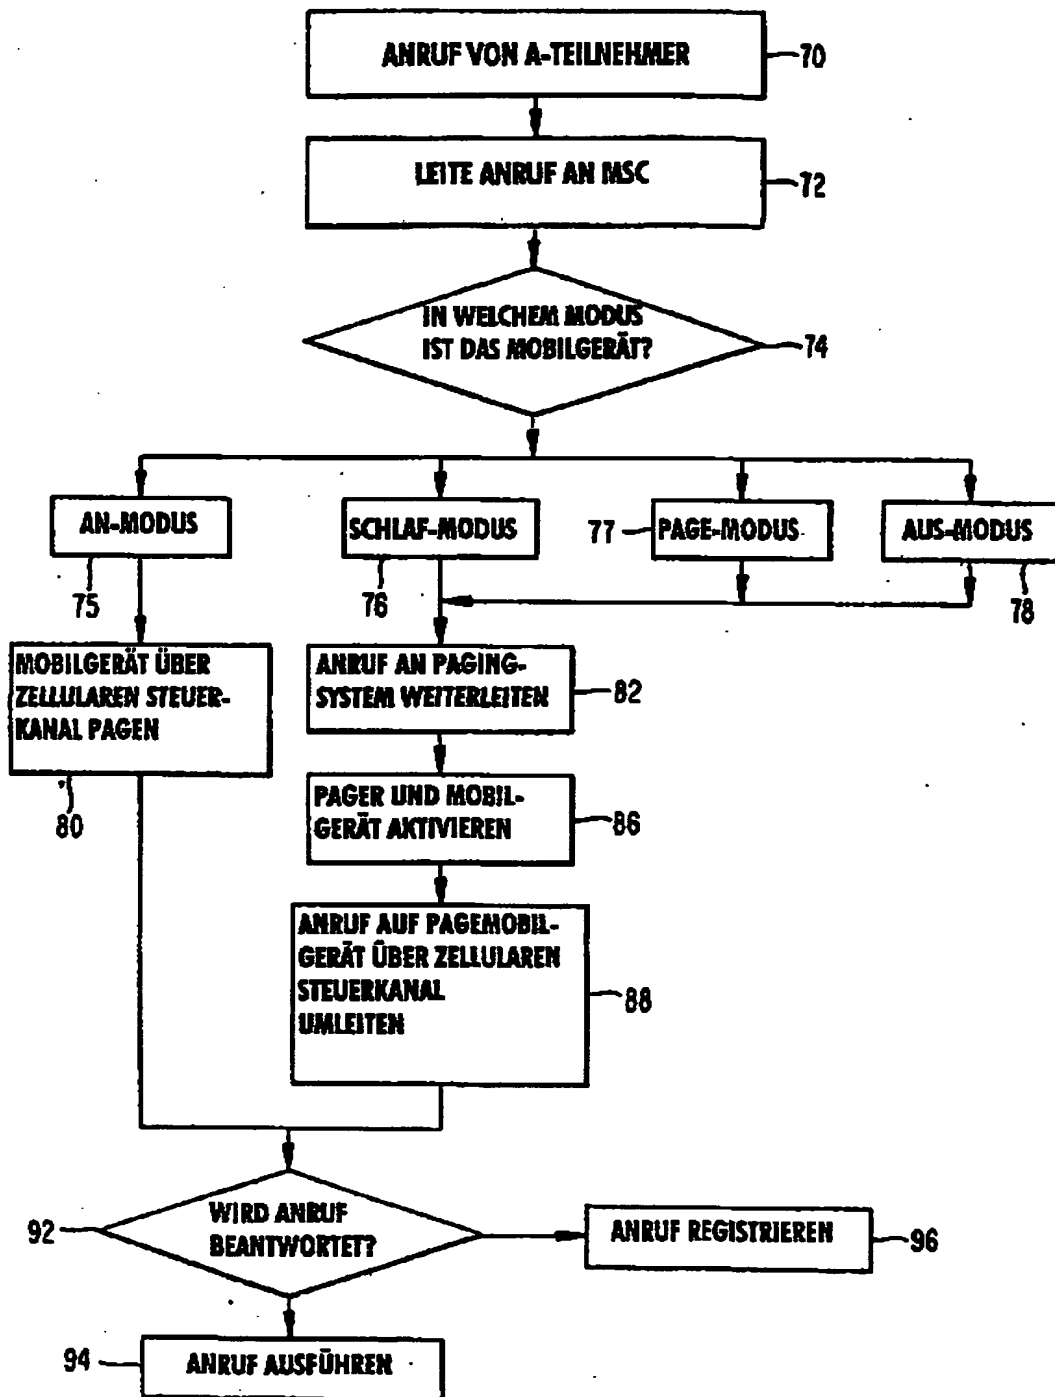 ANRUF VON A-TEILNEHMER
70
LEITE ANRUF AN MSC
72
IN WELCHEM MODUS
IST DAS MOBILGERÄT?
74
AN-MODUS
75
SCHLAF-MODUS
76
77
PAGE-MODUS
AUS-MODUS
78
MOBILGERÄT ÜBER
ZELLULAREN STEUER-
KANAL PAGEN
80
ANRUF AN PAGING-
SYSTEM WEITERLEITEN
82
PAGER UND MOBIL-
GERÄT AKTIVIEREN
86
ANRUF AUF PAGEMOBIL-
GERÄT ÜBER ZELLULAREN
STEUERKANAL
UMLEITEN
88
92
WIRD ANRUF
BEANTWORTET?
ANRUF REGISTRIEREN
96
94
ANRUF AUSFÜHREN